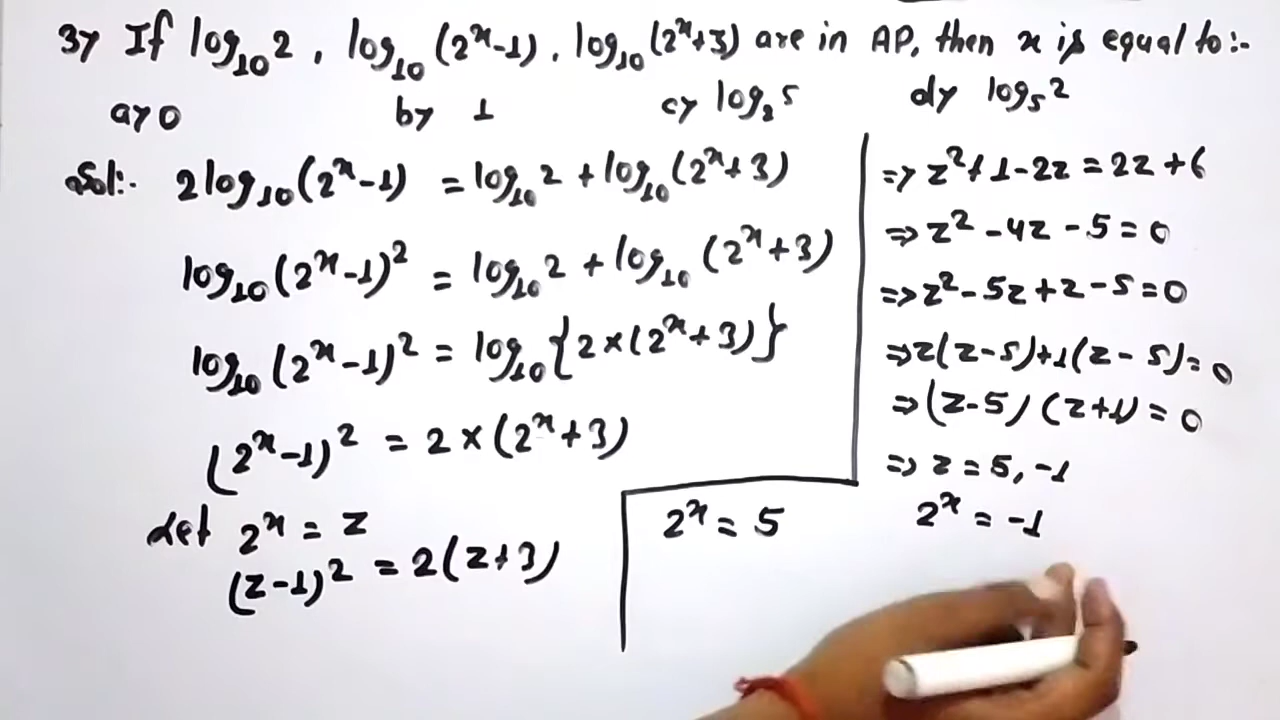 3) If log₁₀2, log₁₀(2ˣ-1), log₁₀(2ˣ+3) are in AP, then x is equal to:-
a) 0 b) 1 c) log₂5 d) log₅2
Sol:- 2log₁₀(2ˣ-1) = log₁₀2 + log₁₀(2ˣ+3)
log₁₀(2ˣ-1)² = log₁₀2 + log₁₀(2ˣ+3)
log₁₀(2ˣ-1)² = log₁₀{2×(2ˣ+3)}
(2ˣ-1)² = 2×(2ˣ+3)
Let 2ˣ = z
(z-1)² = 2(z+3)
=> z²+1-2z = 2z+6
=> z²-4z-5=0
=> z²-5z+z-5=0
=> z(z-5)+1(z-5)=0
=> (z-5)(z+1)=0
=> z=5,-1
2ˣ = 5 2ˣ = -1